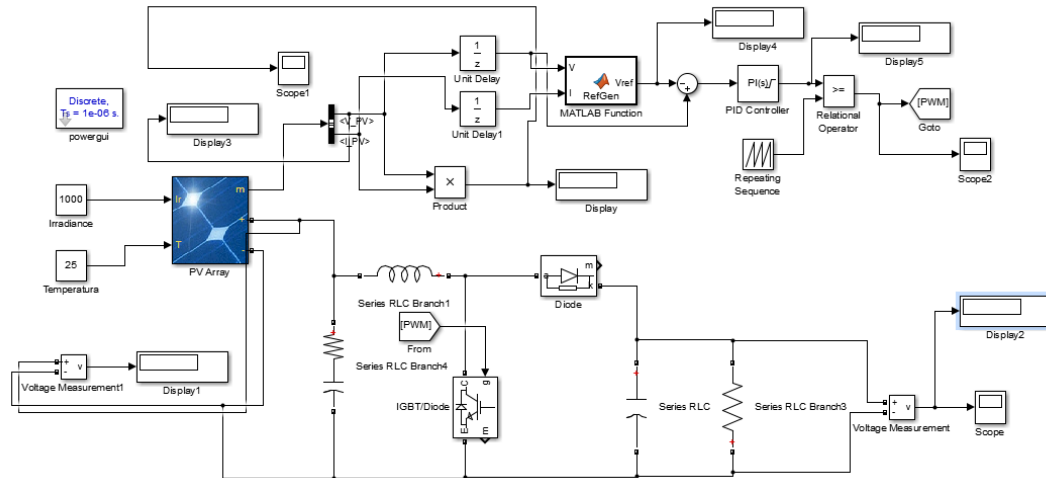 Display4
Display5
1
z
Unit Delay
V
I
RefGen
Vref
MATLAB Function
PI(s)
PID Controller
>=
Relational
Operator
[PWM]
Goto
Scope1
Discrete,
Ts = 1e-06 s.
powergui
Display3
<V_PV>
<I_PV>
1
z
Unit Delay1
Repeating
Sequence
Scope2
×
Product
Display
1000
Irradiance
Ir
m
+
T
-
PV Array
25
Temperatura
Series RLC Branch1
m
a
k
Diode
Display2
[PWM]
From
Series RLC Branch4
+
-
v
Voltage Measurement1
Display1
IGBT/Diode
g
C
E
m
Series RLC
Series RLC Branch3
+
-
v
Voltage Measurement
Scope